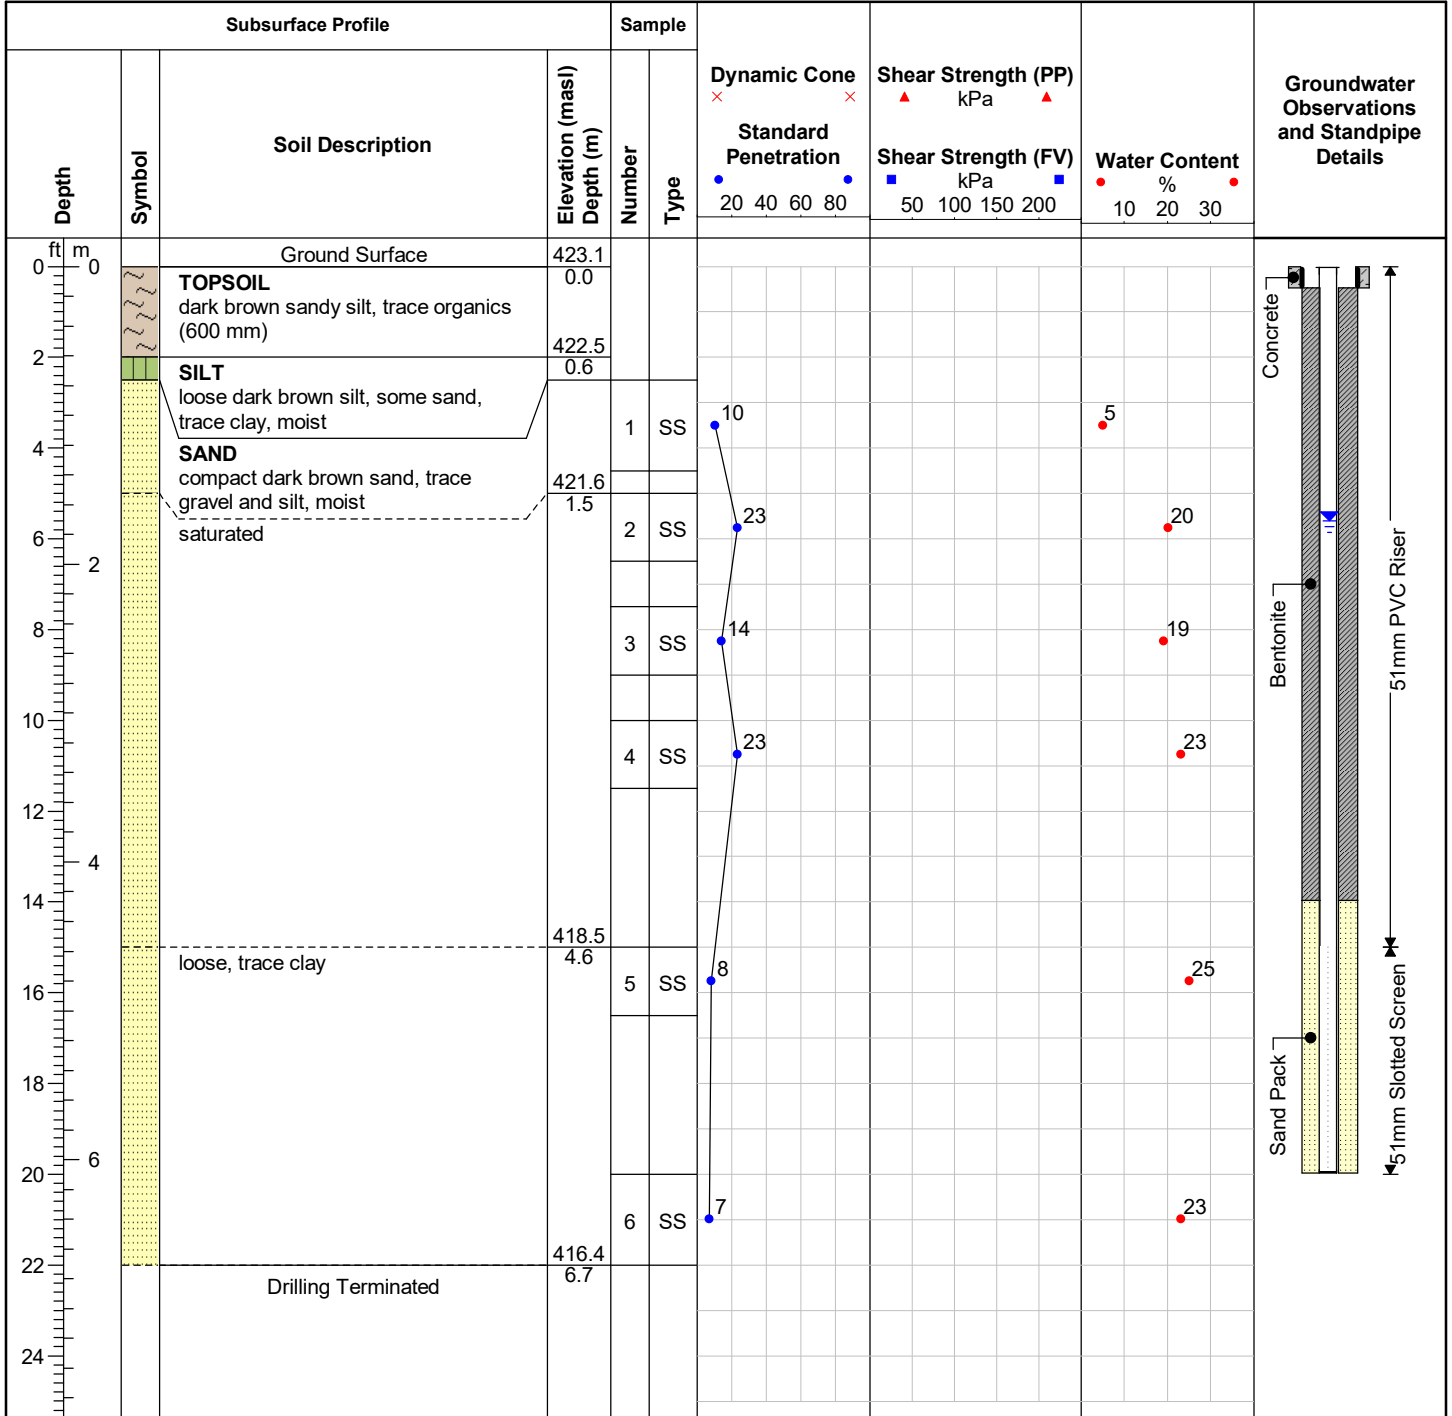 Subsurface Profile
Sample
Depth
Symbol
Soil Description
Elevation (masl)
Depth (m)
Number
Type
Dynamic Cone
Standard
Penetration
20 40 60 80
Shear Strength (PP)
kPa
Shear Strength (FV)
kPa
50 100 150 200
Water Content
%
10 20 30
Groundwater
Observations
and Standpipe
Details
ft m
0 0
2
4
6
2
8
10
12
4
14
16
18
6
20
22
24
Ground Surface
423.1
0.0
TOPSOIL
dark brown sandy silt, trace organics
(600 mm)
422.5
0.6
SILT
loose dark brown silt, some sand,
trace clay, moist
SAND
compact dark brown sand, trace
gravel and silt, moist
421.6
1.5
saturated
418.5
4.6
loose, trace clay
416.4
6.7
Drilling Terminated
1 SS 10 5
2 SS 23 20
3 SS 14 19
4 SS 23 23
5 SS 8 25
6 SS 7 23
Concrete
Bentonite
Sand Pack
51mm PVC Riser
51mm Slotted Screen